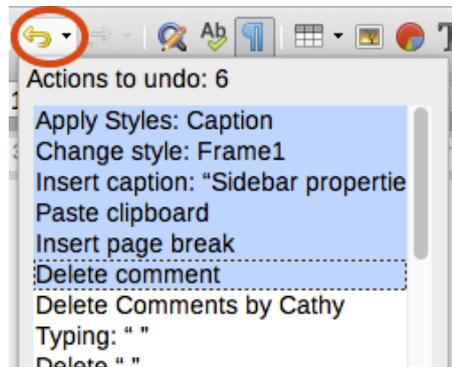 Actions to undo: 6
Apply Styles: Caption
Change style: Frame1
Insert caption: “Sidebar propertie
Paste clipboard
Insert page break
Delete comment
Delete Comments by Cathy
Typing: “ ”
Delete “ ”